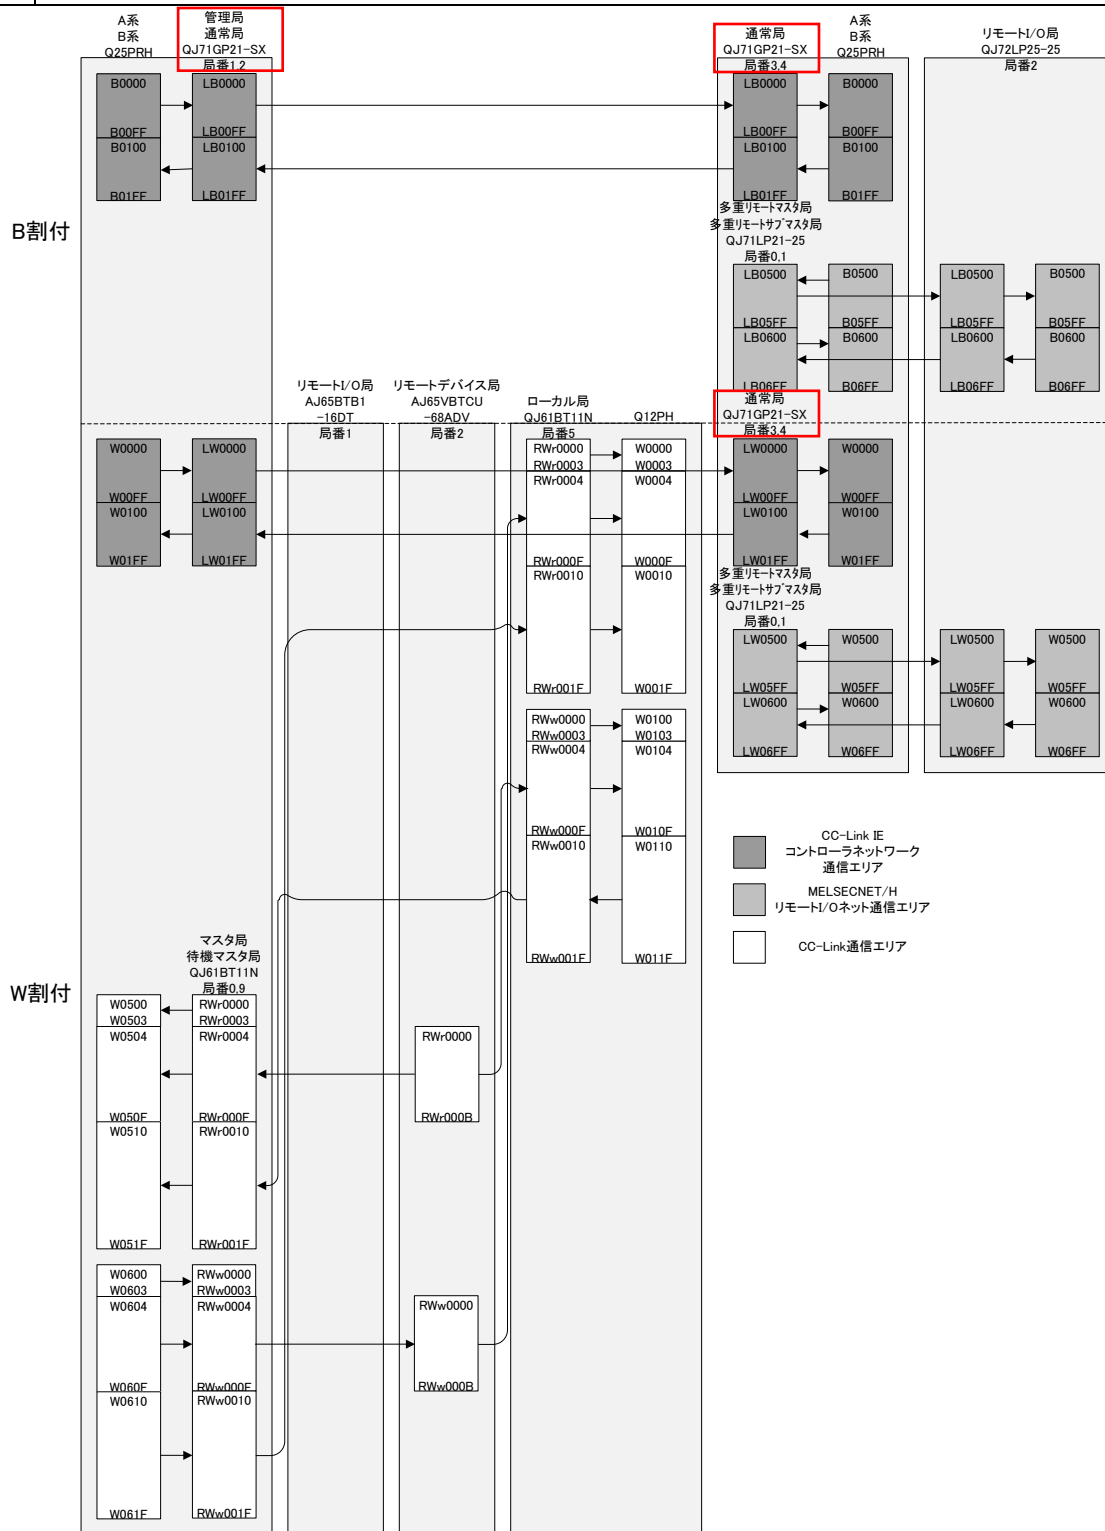 A系
B系
Q25PRH
管理局
通常局
QJ71GP21-SX
局番1,2
通常局
QJ71GP21-SX
局番3,4
A系
B系
Q25PRH
リモートI/O局
QJ72LP25-25
局番2
B割付
B0000
B00FF
B0100
B01FF
LB0000
LB00FF
LB0100
LB01FF
LB0000
LB00FF
LB0100
LB01FF
B0000
B00FF
B0100
B01FF
多重リモートマスタ局
多重リモートサブマスタ局
QJ71LP21-25
局番0,1
LB0500
LB05FF
LB0600
LB06FF
B0500
B05FF
B0600
B06FF
LB0500
LB05FF
LB0600
LB06FF
B0500
B05FF
B0600
B06FF
リモートI/O局
AJ65BTB1
-16DT
局番1
リモートデバイス局
AJ65VBTCU
-68ADV
局番2
ローカル局
QJ61BT11N
局番5
Q12PH
通常局
QJ71GP21-SX
局番3,4
W割付
W0000
W00FF
W0100
W01FF
LW0000
LW00FF
LW0100
LW01FF
RWr0000
RWr0003
RWr0004
RWr000F
RWr0010
RWr001F
W0000
W0003
W0004
W000F
W0010
W001F
LW0000
LW00FF
LW0100
LW01FF
W0000
W00FF
W0100
W01FF
多重リモートマスタ局
多重リモートサブマスタ局
QJ71LP21-25
局番0,1
LW0500
LW05FF
LW0600
LW06FF
W0500
W05FF
W0600
W06FF
LW0500
LW05FF
LW0600
LW06FF
W0500
W05FF
W0600
W06FF
RWw0000
RWw0003
RWw0004
RWw000F
RWw0010
RWw001F
W0100
W0103
W0104
W010F
W0110
W011F
CC-Link IE
コントローラネットワーク
通信エリア
MELSECNET/H
リモートI/Oネット通信エリア
CC-Link通信エリア
マスタ局
待機マスタ局
QJ61BT11N
局番0,9
W0500
W0503
W0504
W050F
W0510
W051F
RWr0000
RWr0003
RWr0004
RWr000F
RWr0010
RWr001F
RWr0000
RWr000B
W0600
W0603
W0604
W060F
W0610
W061F
RWw0000
RWw0003
RWw0004
RWw000F
RWw0010
RWw001F
RWw0000
RWw000B